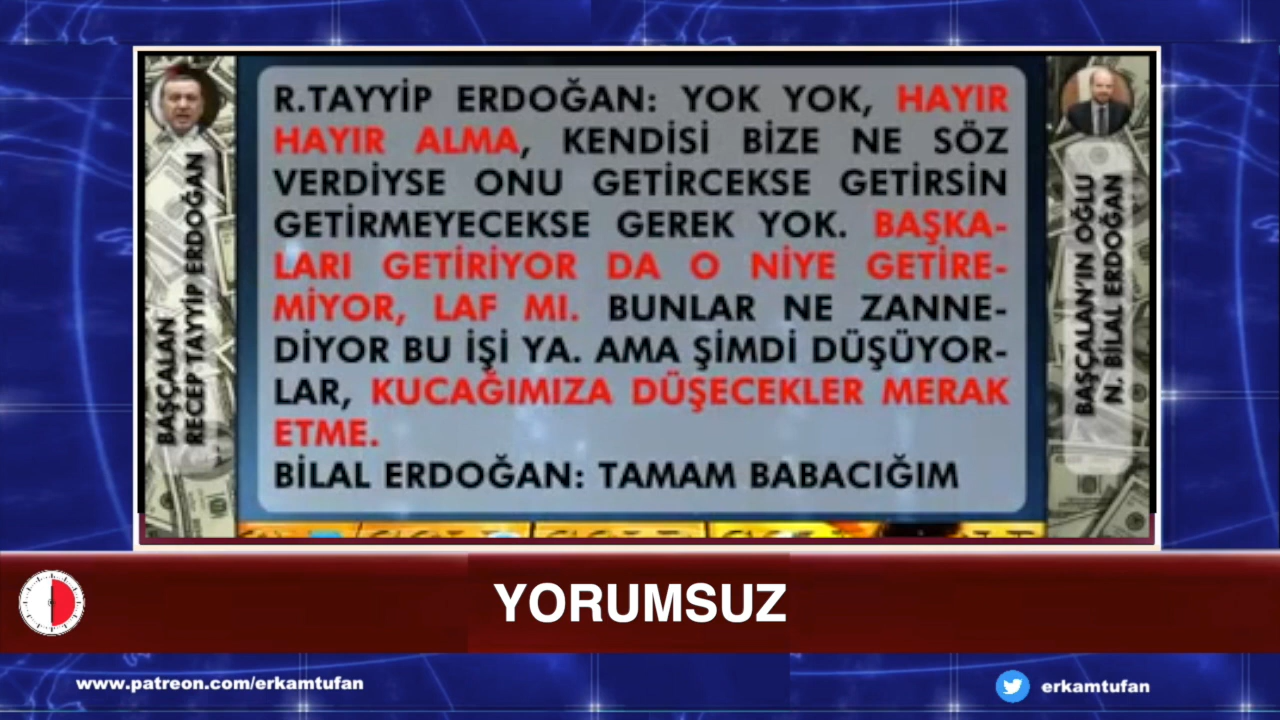 R.TAYYİP ERDOĞAN: YOK YOK, HAYIR
HAYIR ALMA, KENDİSİ BİZE NE SÖZ
VERDİYSE ONU GETİRCEKSE GETİRSİN
GETİRMEYECEKSE GEREK YOK. BAŞKA-
LARI GETİRİYOR DA O NİYE GETİRE-
MİYOR, LAF MI. BUNLAR NE ZANNE-
DİYOR BU İŞİ YA. AMA ŞİMDİ DÜŞÜYOR-
LAR, KUCAĞIMIZA DÜŞECEKLER MERAK
ETME.
BİLAL ERDOĞAN: TAMAM BABACIĞIM
BAŞÇALAN
RECEP TAYYİP ERDOĞAN
BAŞÇALAN'IN OĞLU
N. BİLAL ERDOĞAN
YORUMSUZ
www.patreon.com/erkamtufan
erkamtufan